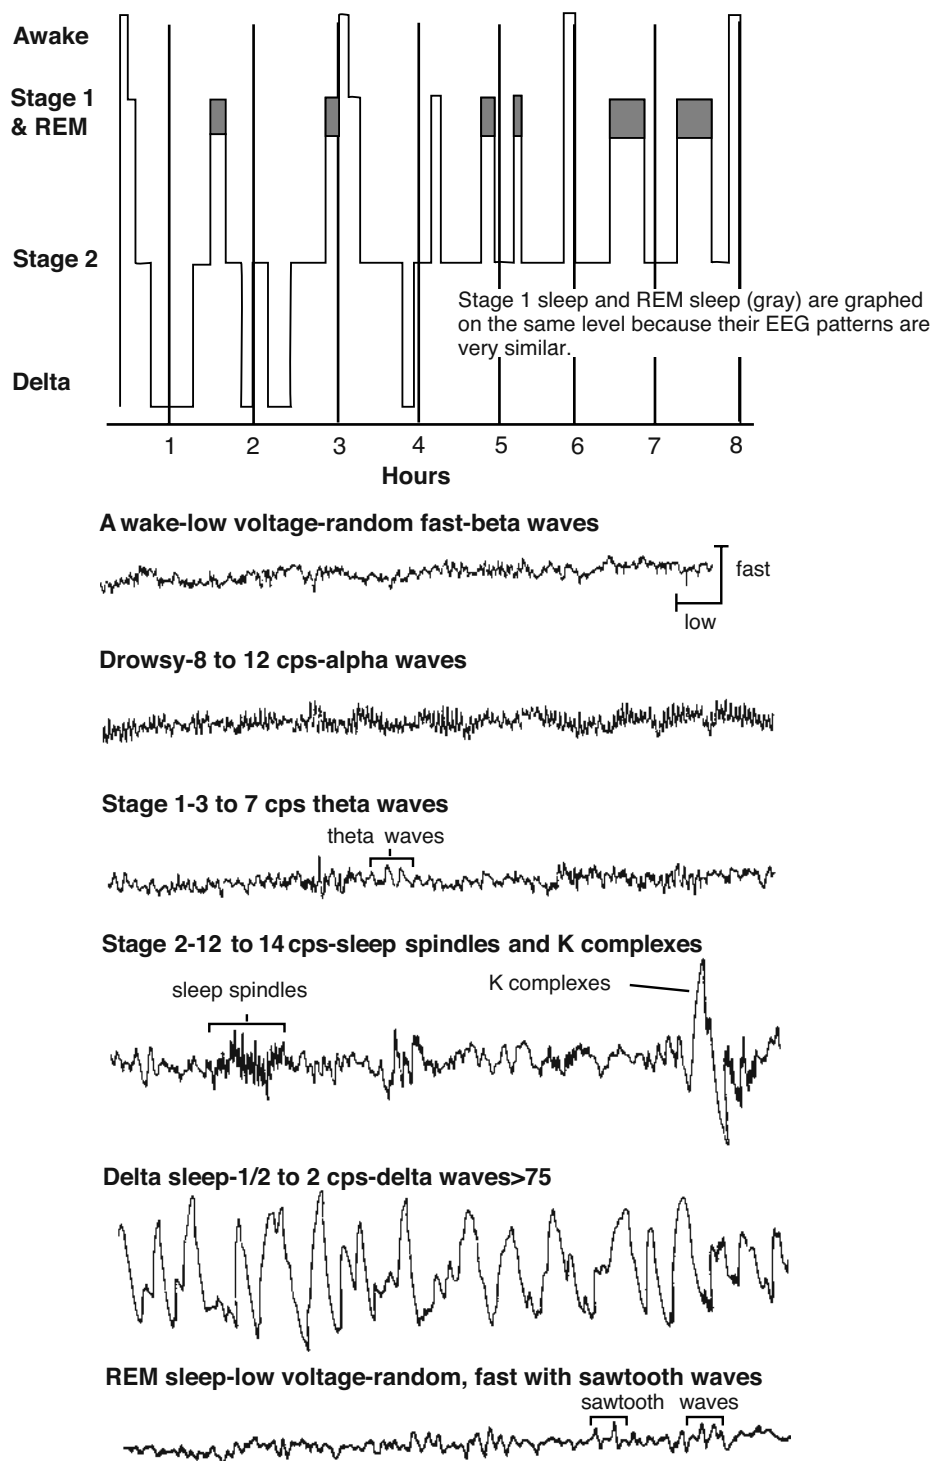 Awake
Stage 1
& REM
Stage 2
Stage 1 sleep and REM sleep (gray) are graphed
on the same level because their EEG patterns are
very similar.
Delta
1 2 3 4 5 6 7 8
Hours
A wake-low voltage-random fast-beta waves
fast
low
Drowsy-8 to 12 cps-alpha waves
Stage 1-3 to 7 cps theta waves
theta waves
Stage 2-12 to 14 cps-sleep spindles and K complexes
sleep spindles
K complexes
Delta sleep-1/2 to 2 cps-delta waves>75
REM sleep-low voltage-random, fast with sawtooth waves
sawtooth waves